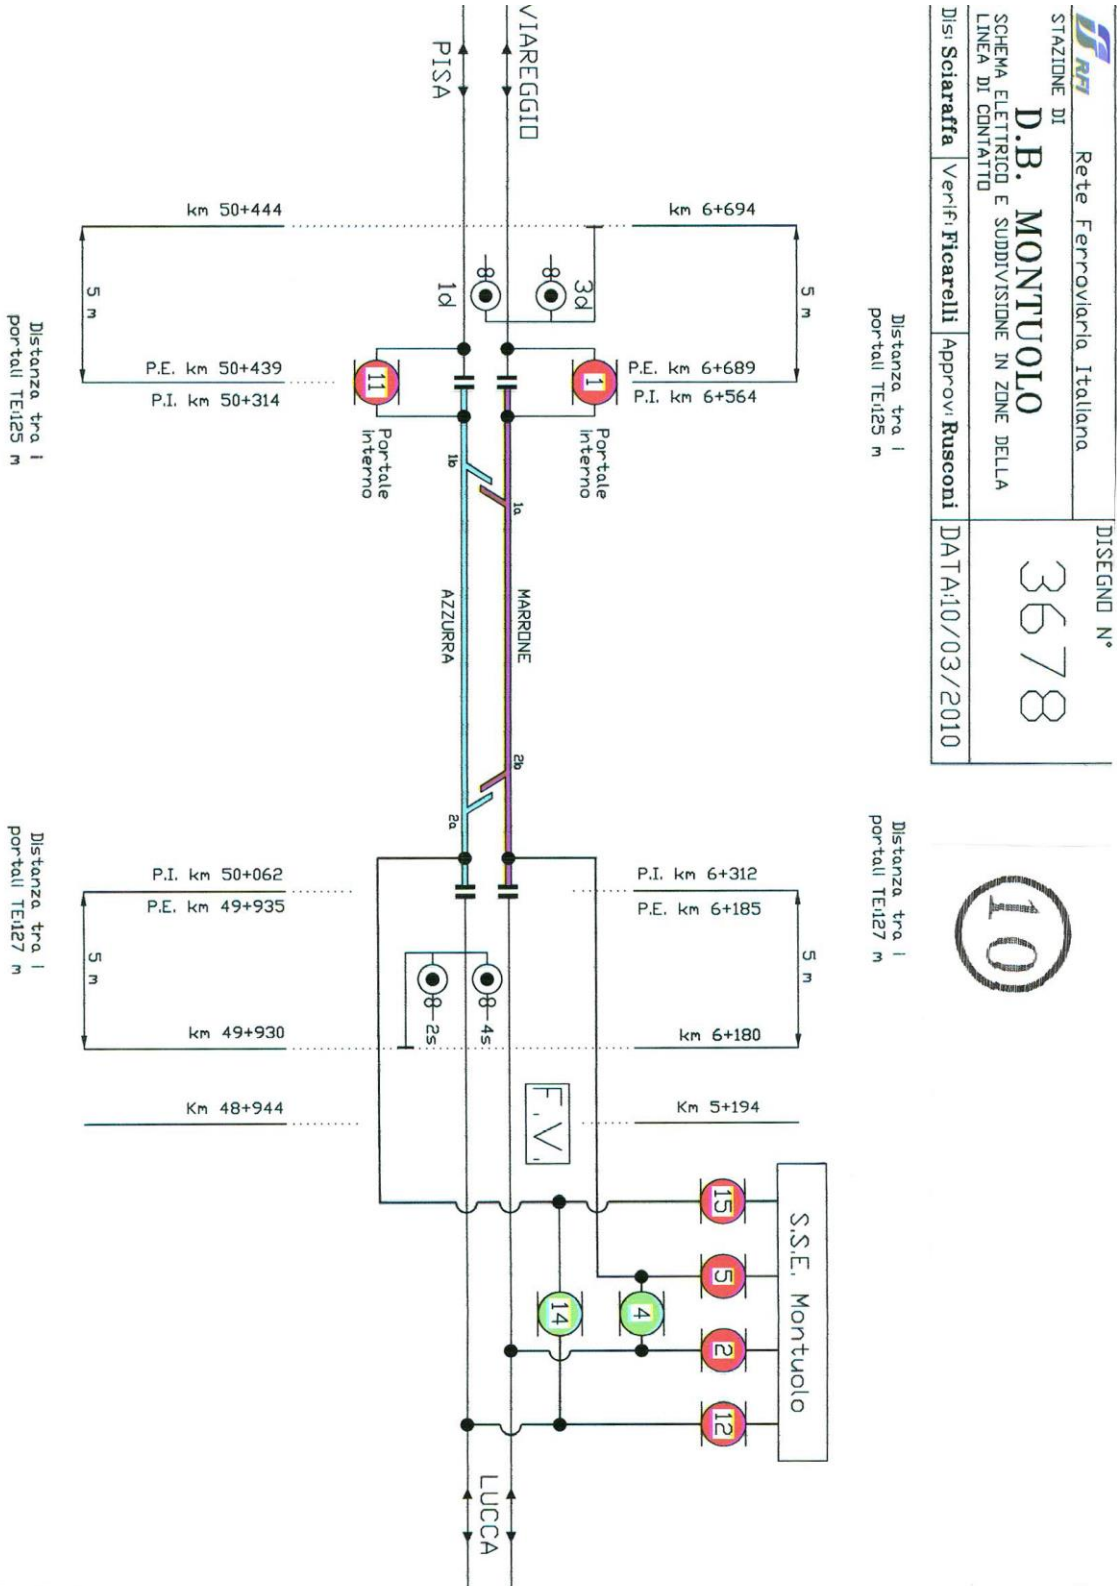 RFI
Rete Ferroviaria Italiana
STAZIONE DI
D.B. MONTUOLO
SCHEMA ELETTRICO E SUDDIVISIONE IN ZONE DELLA
LINEA DI CONTATTO
Dis: Sciaraffa
Verif: Ficarelli
Approv: Rusconi
DISEGNO N°
3678
DATA:10/03/2010
10
Distanza tra i
portali TE:125 m
Distanza tra i
portali TE:127 m
5 m
5 m
km 6+694
P.E. km 6+689
P.I. km 6+564
P.I. km 6+312
P.E. km 6+185
km 6+180
Km 5+194
S.S.E. Montuolo
15
5
2
12
4
14
F.V.
VIAREGGIO
PISA
3d
1d
1
Portale
interno
11
Portale
interno
1a
1b
MARRONE
AZZURRA
2b
2a
4s
2s
LUCCA
km 50+444
P.E. km 50+439
P.I. km 50+314
P.I. km 50+062
P.E. km 49+935
km 49+930
Km 48+944
5 m
5 m
Distanza tra i
portali TE:125 m
Distanza tra i
portali TE:127 m